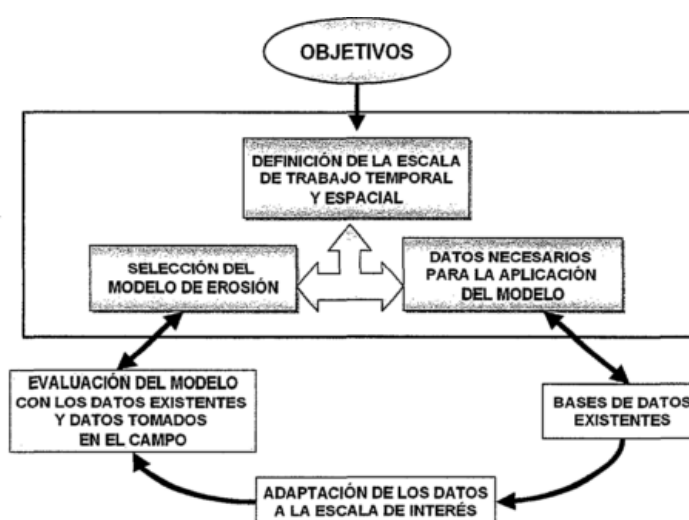 OBJETIVOS
DEFINICIÓN DE LA ESCALA
DE TRABAJO TEMPORAL
Y ESPACIAL
SELECCIÓN DEL
MODELO DE EROSIÓN
DATOS NECESARIOS
PARA LA APLICACIÓN
DEL MODELO
EVALUACIÓN DEL MODELO
CON LOS DATOS EXISTENTES
Y DATOS TOMADOS
EN EL CAMPO
BASES DE DATOS
EXISTENTES
ADAPTACIÓN DE LOS DATOS
A LA ESCALA DE INTERÉS